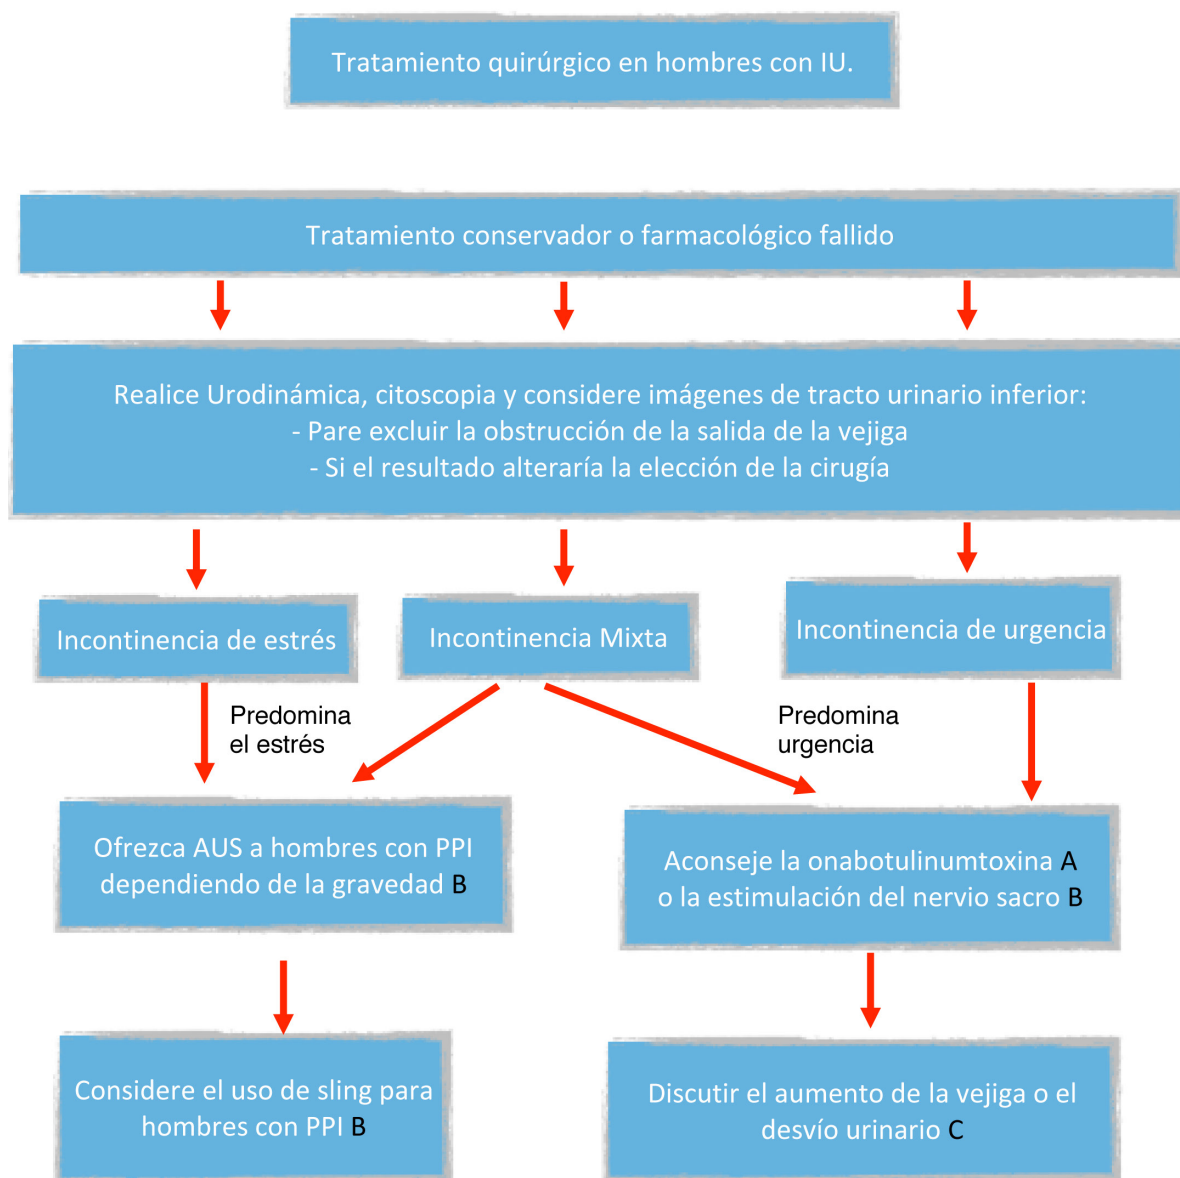 Tratamiento quirúrgico en hombres con IU.
Tratamiento conservador o farmacológico fallido
Realice Urodinámica, citoscopia y considere imágenes de tracto urinario inferior:
- Pare excluir la obstrucción de la salida de la vejiga
- Si el resultado alteraría la elección de la cirugía
Incontinencia de estrés
Incontinencia Mixta
Incontinencia de urgencia
Predomina
el estrés
Predomina
urgencia
Ofrezca AUS a hombres con PPI
dependiendo de la gravedad B
Aconseje la onabotulinumtoxina A
o la estimulación del nervio sacro B
Considere el uso de sling para
hombres con PPI B
Discutir el aumento de la vejiga o el
desvío urinario C